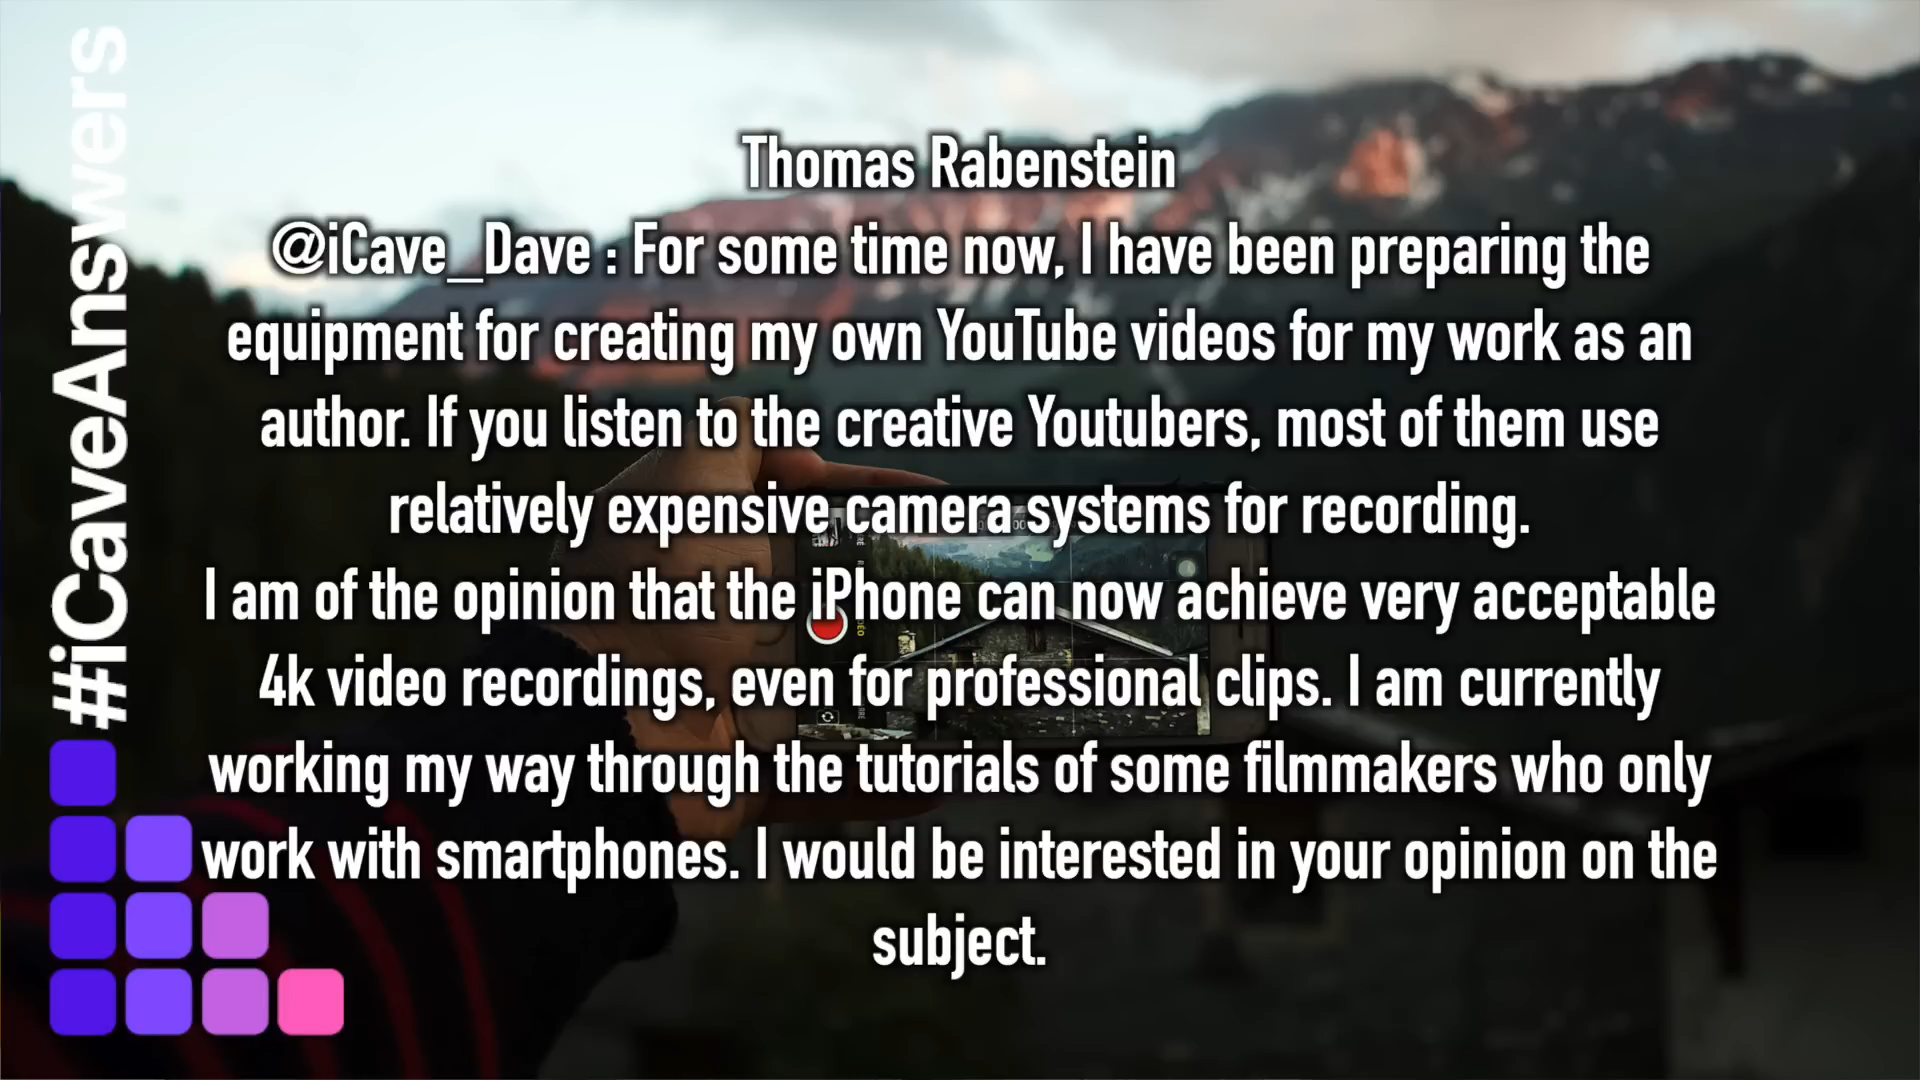 #iCaveAnswers
Thomas Rabenstein
@iCave_Dave : For some time now, I have been preparing the
equipment for creating my own YouTube videos for my work as an
author. If you listen to the creative Youtubers, most of them use
relatively expensive camera systems for recording.
I am of the opinion that the iPhone can now achieve very acceptable
4k video recordings, even for professional clips. I am currently
working my way through the tutorials of some filmmakers who only
work with smartphones. I would be interested in your opinion on the
subject.